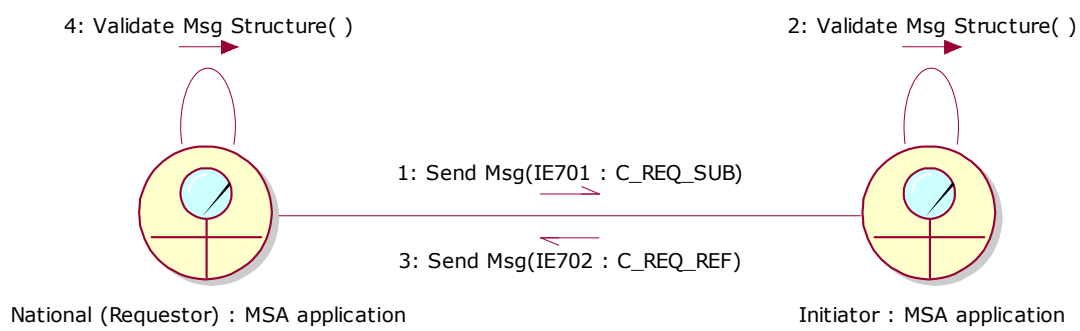 4: Validate Msg Structure( )
2: Validate Msg Structure( )
1: Send Msg(IE701 : C_REQ_SUB)
3: Send Msg(IE702 : C_REQ_REF)
National (Requestor) : MSA application
Initiator : MSA application